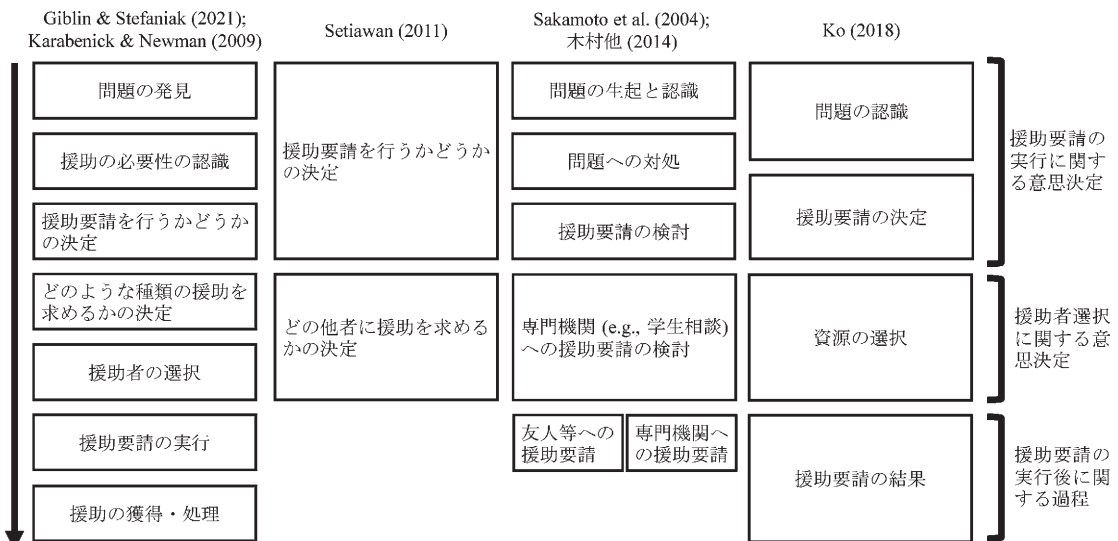 Giblin & Stefaniak (2021);
Karabenick & Newman (2009)
問題の発見
援助の必要性の認識
援助要請を行うかどうか
の決定
どのような種類の援助を
求めるかの決定
援助者の選択
援助要請の実行
援助の獲得・処理
Setiawan (2011)
援助要請を行うかどうか
の決定
どの他者に援助を求める
かの決定
Sakamoto et al. (2004);
木村他 (2014)
問題の生起と認識
問題への対処
援助要請の検討
専門機関 (e.g., 学生相談)
への援助要請の検討
友人等への
援助要請
専門機関へ
の援助要請
Ko (2018)
問題の認識
援助要請の決定
資源の選択
援助要請の結果
援助要請の
実行に関す
る意思決定
援助者選択
に関する意
思決定
援助要請の
実行後に関
する過程